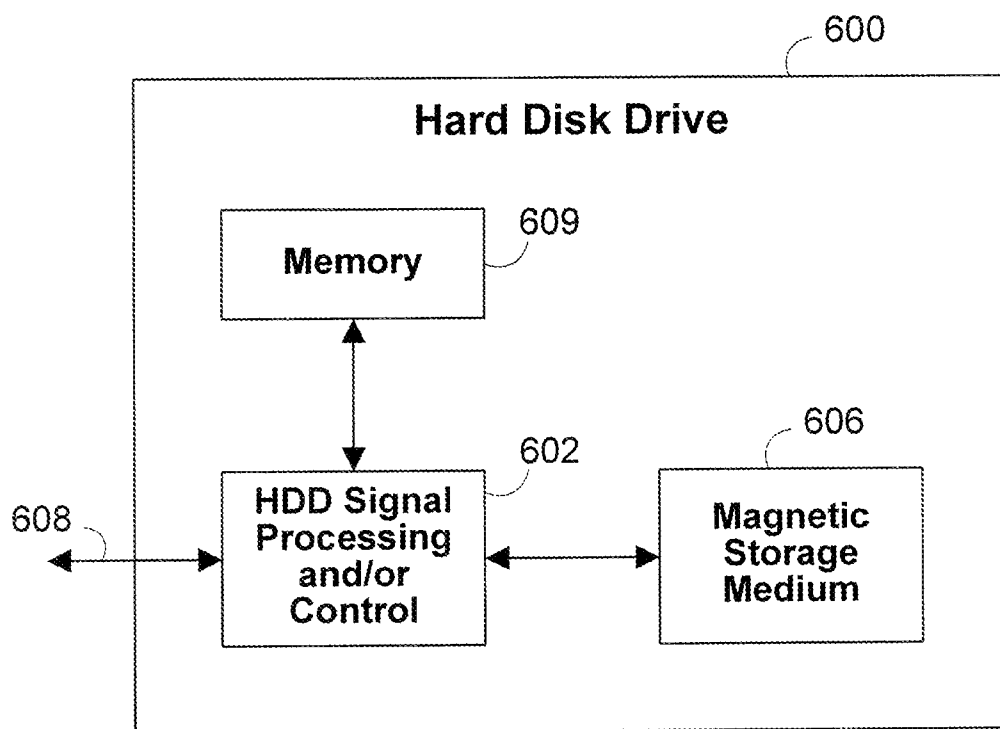 600
Hard Disk Drive
609
Memory
602
606
HDD Signal
Processing
and/or
Control
Magnetic
Storage
Medium
608